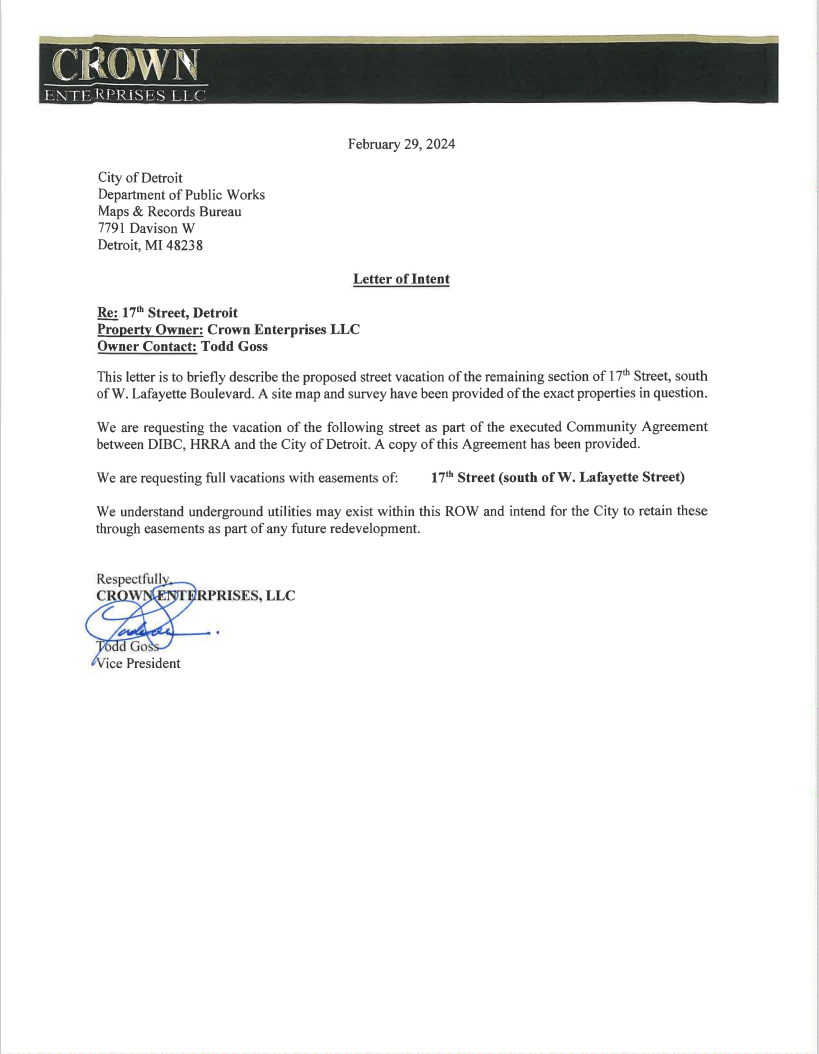 CROWN
ENTERPRISES LLC
February 29, 2024
City of Detroit
Department of Public Works
Maps & Records Bureau
7791 Davison W
Detroit, MI 48238
Letter of Intent
Re: 17th Street, Detroit
Property Owner: Crown Enterprises LLC
Owner Contact: Todd Goss
This letter is to briefly describe the proposed street vacation of the remaining section of 17th Street, south
of W. Lafayette Boulevard. A site map and survey have been provided of the exact properties in question.
We are requesting the vacation of the following street as part of the executed Community Agreement
between DIBC, HRRA and the City of Detroit. A copy of this Agreement has been provided.
We are requesting full vacations with easements of: 17th Street (south of W. Lafayette Street)
We understand underground utilities may exist within this ROW and intend for the City to retain these
through easements as part of any future redevelopment.
Respectfully,
CROWN ENTERPRISES, LLC
Todd Goss
Vice President